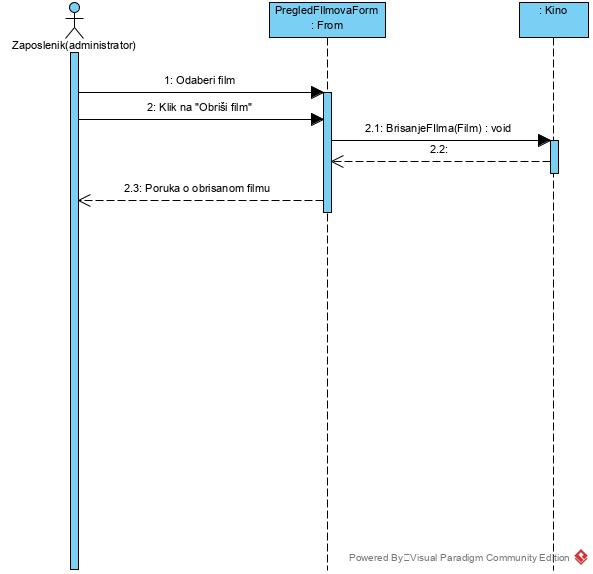 PregledFIlmovaForm
: From
: Kino
Zaposlenik(administrator)
1: Odaberi film
2: Klik na "Obriši film"
2.1: BrisanjeFIlma(Film) : void
2.2:
2.3: Poruka o obrisanom filmu
Powered By Visual Paradigm Community Edition